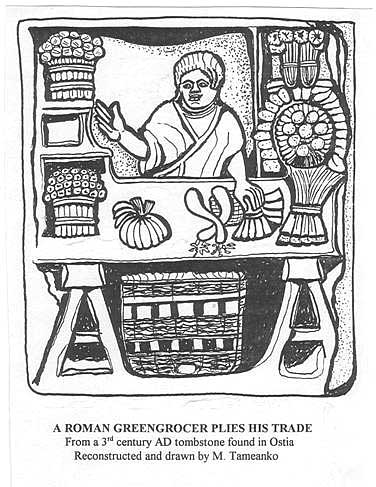 A ROMAN GREENGROCER PLIES HIS TRADE
From a 3rd century AD tombstone found in Ostia
Reconstructed and drawn by M. Tameanko